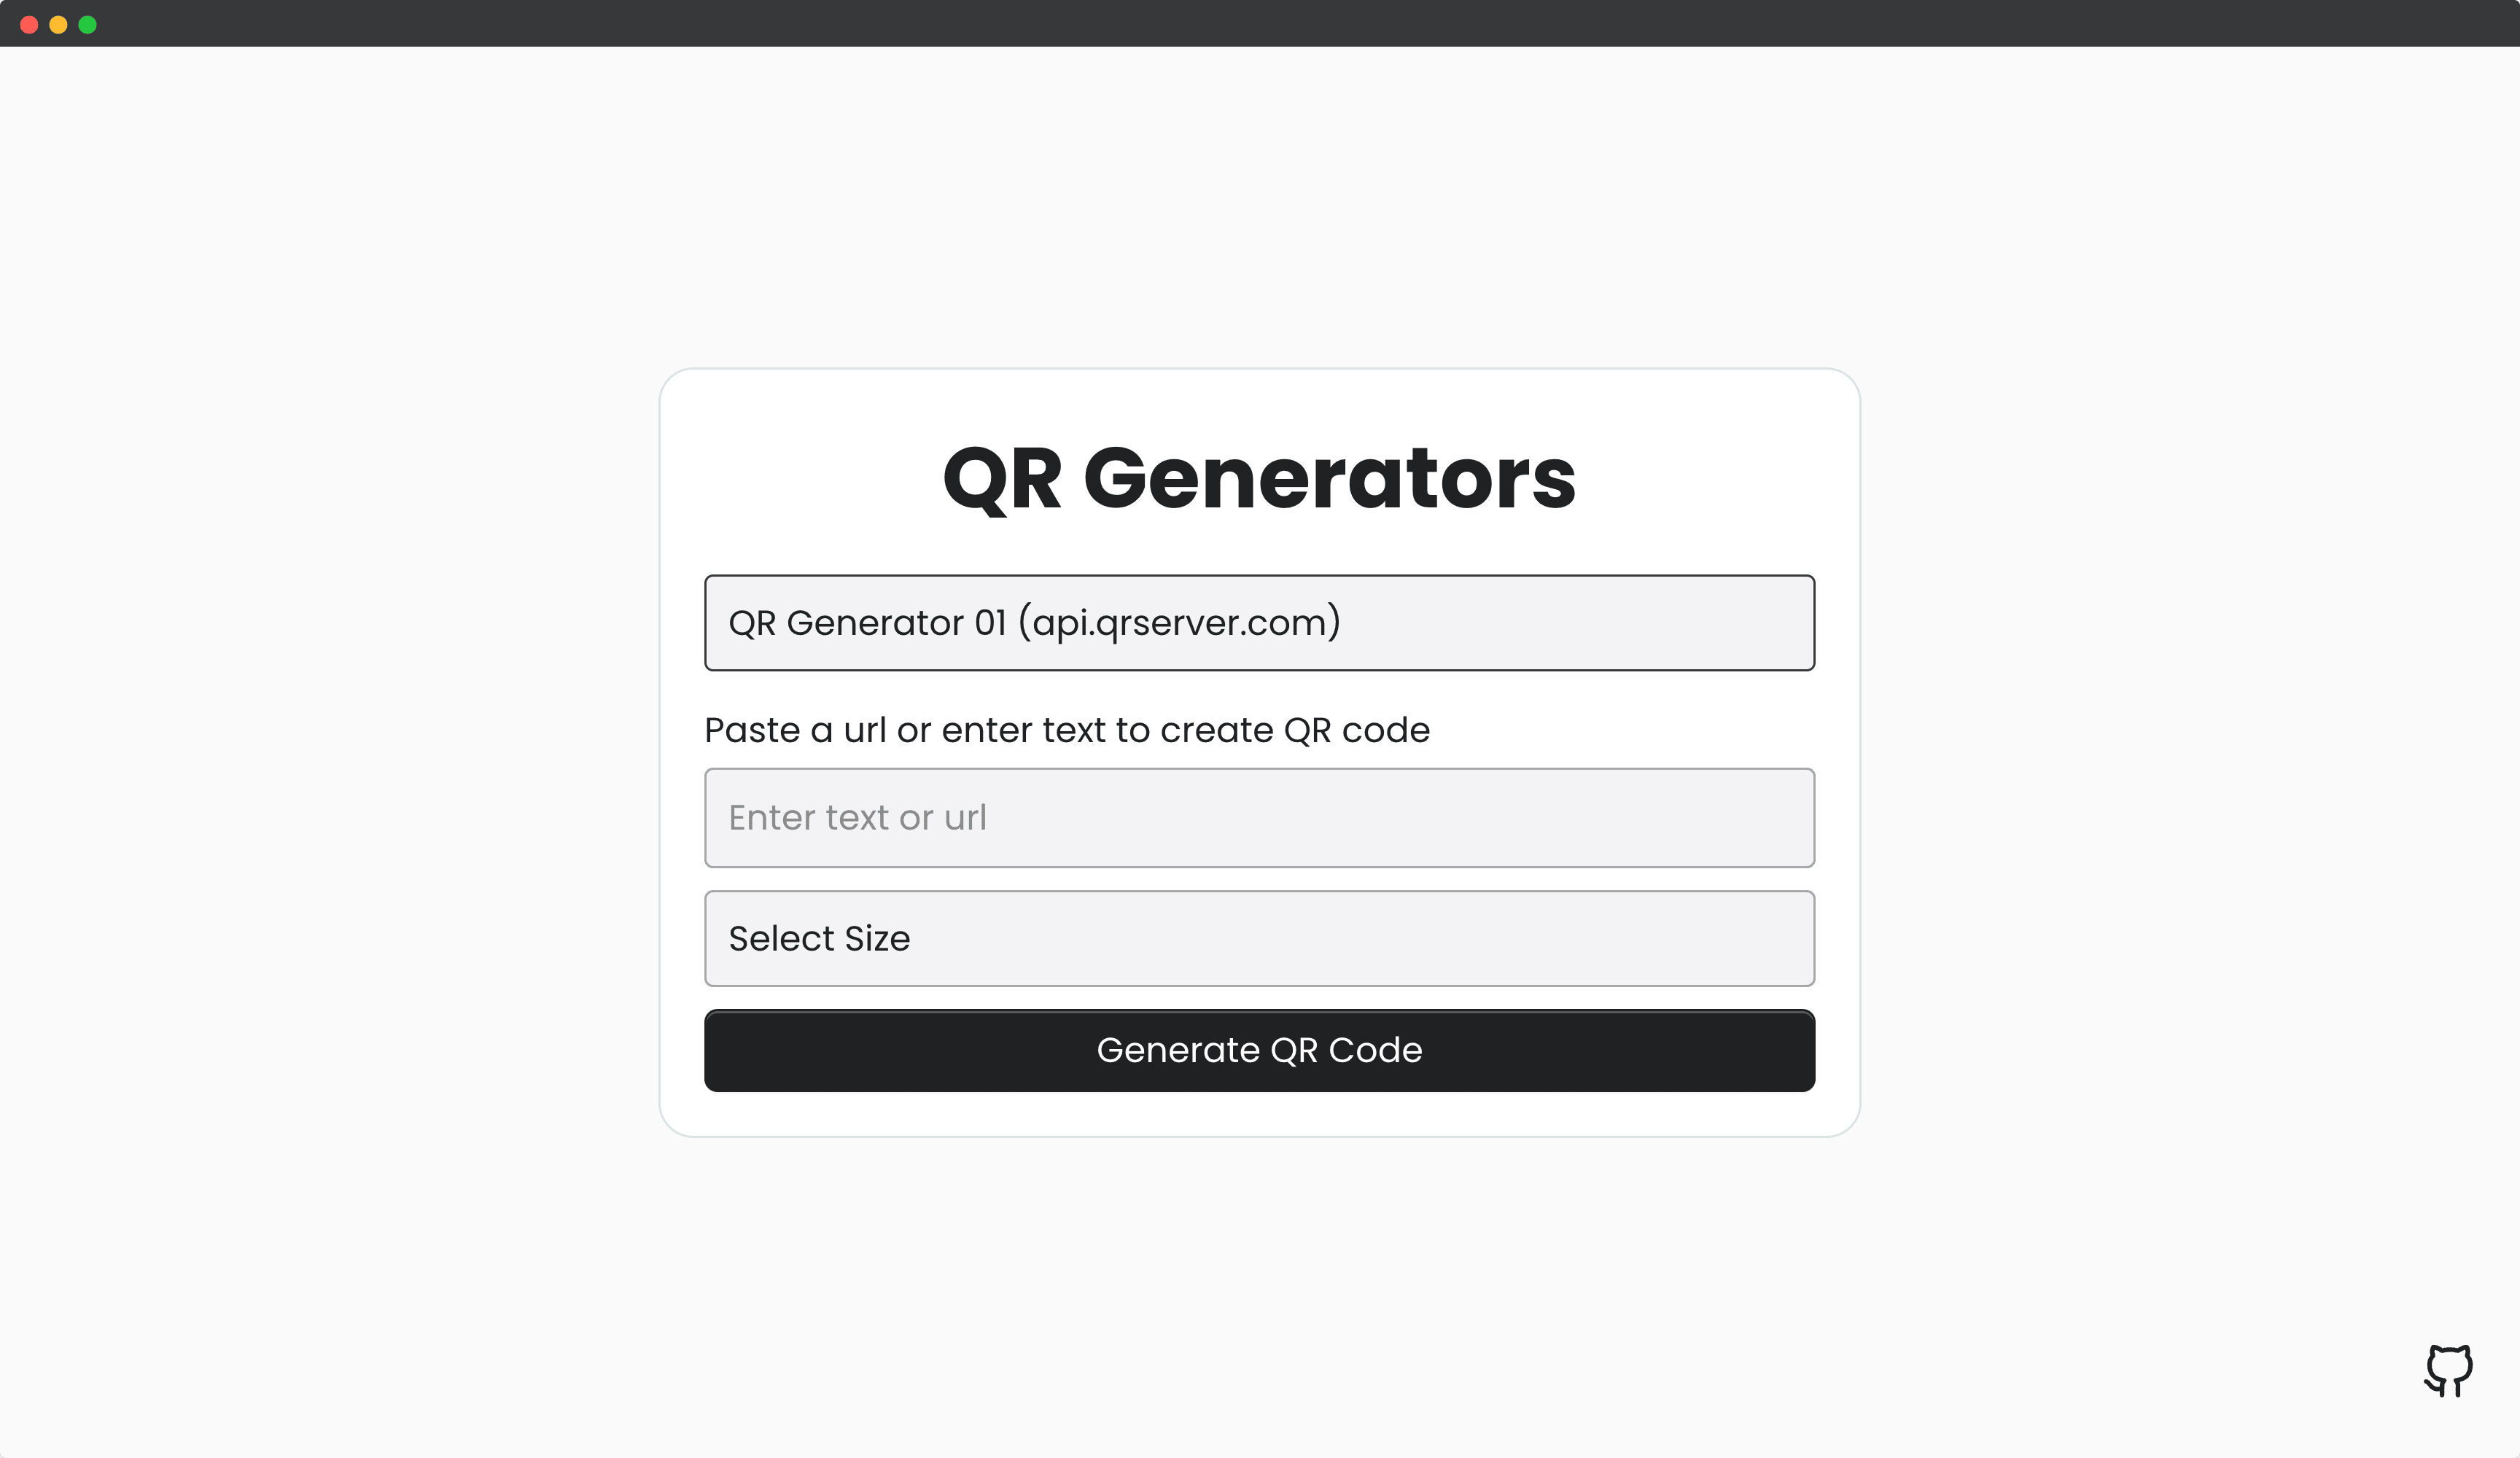 QR Generators
QR Generator 01 (api.qrserver.com)
Paste a url or enter text to create QR code
Enter text or url
Select Size
Generate QR Code